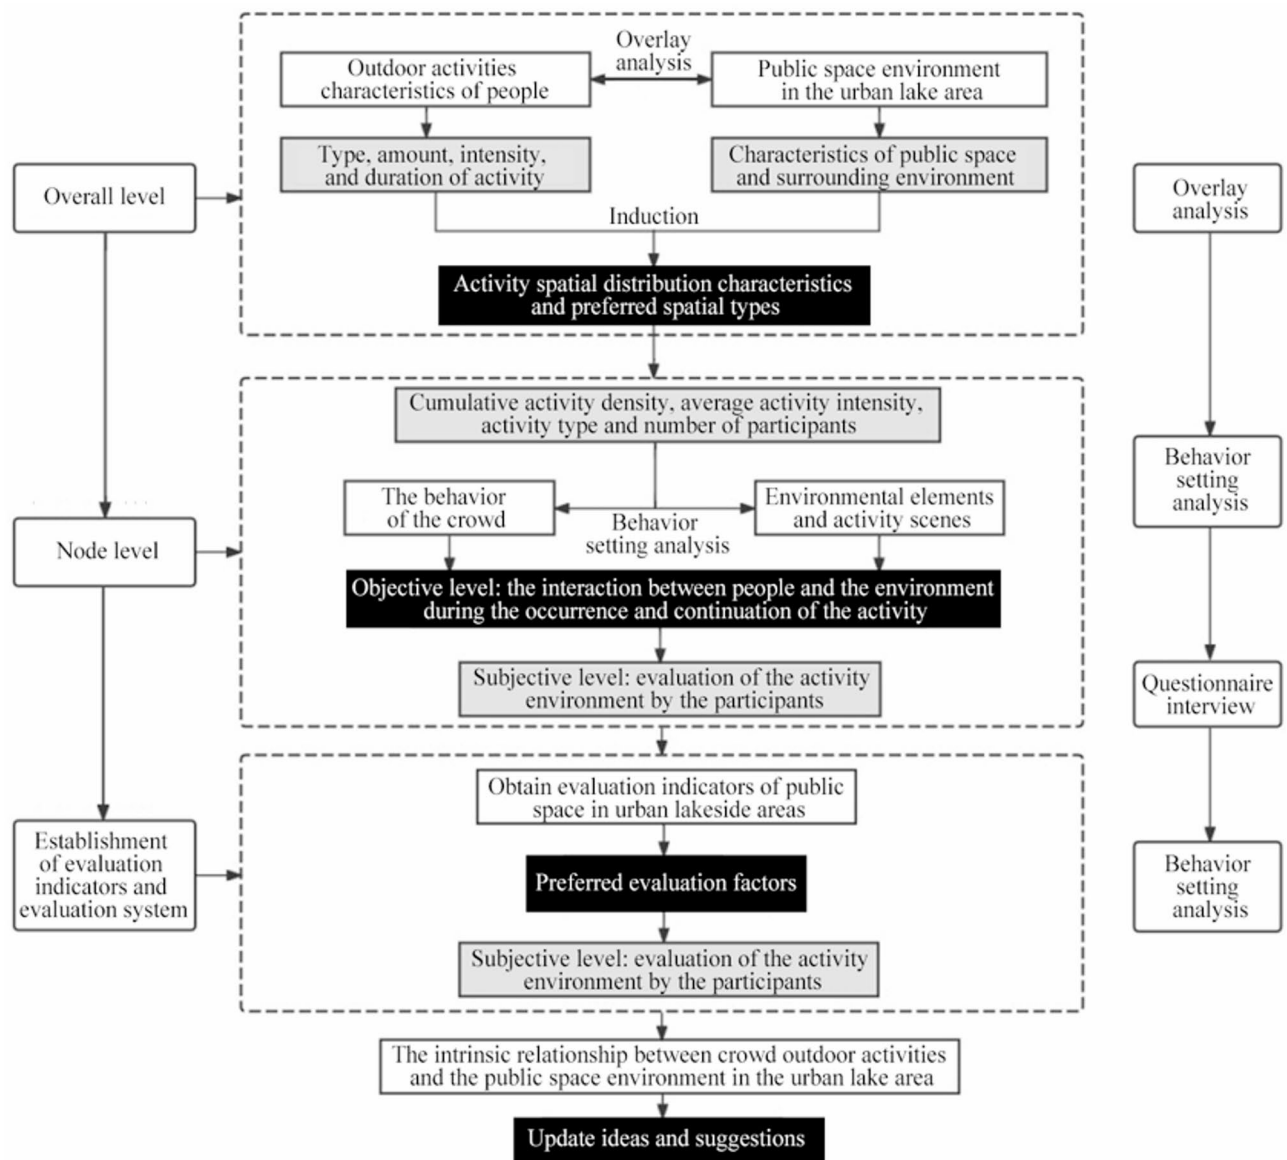 Overlay
analysis
Outdoor activities
characteristics of people
Public space environment
in the urban lake area
Type, amount, intensity,
and duration of activity
Characteristics of public space
and surrounding environment
Overall level
Induction
Activity spatial distribution characteristics
and preferred spatial types
Overlay
analysis
Cumulative activity density, average activity intensity,
activity type and number of participants
The behavior
of the crowd
Behavior
setting analysis
Environmental elements
and activity scenes
Node level
Objective level: the interaction between people and the environment
during the occurrence and continuation of the activity
Subjective level: evaluation of the activity
environment by the participants
Behavior
setting
analysis
Questionnaire
interview
Obtain evaluation indicators of public
space in urban lakeside areas
Establishment
of evaluation
indicators and
evaluation system
Preferred evaluation factors
Subjective level: evaluation of the activity
environment by the participants
Behavior
setting
analysis
The intrinsic relationship between crowd outdoor activities
and the public space environment in the urban lake area
Update ideas and suggestions